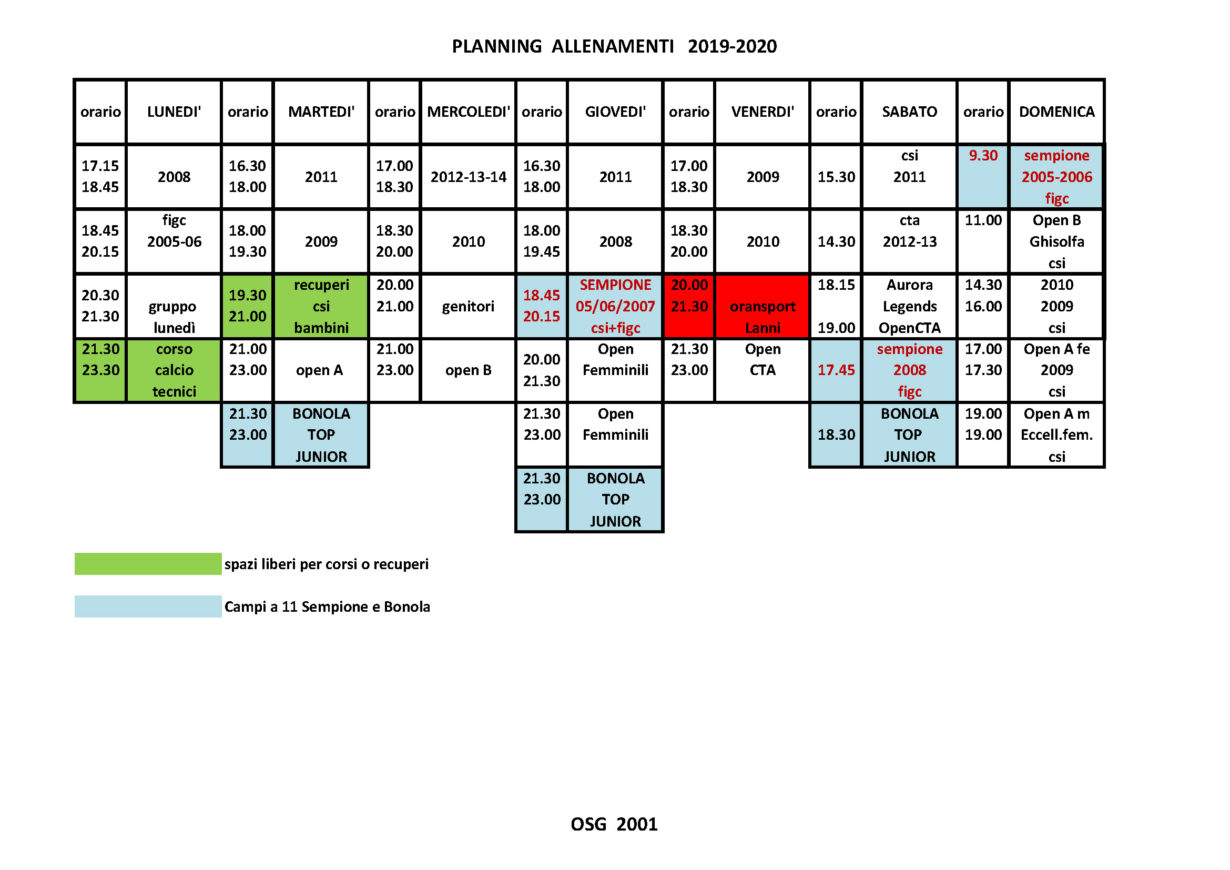 PLANNING ALLENAMENTI 2019-2020
orario LUNEDI' orario MARTEDI' orario MERCOLEDI' orario GIOVEDI' orario VENERDI' orario SABATO orario DOMENICA
17.15
18.45
2008
16.30
18.00
2011
17.00
18.30
2012-13-14
16.30
18.00
2011
17.00
18.30
2009
15.30
csi
2011
9.30
sempione
2005-2006
figc
18.45
20.15
figc
2005-06
18.00
19.30
2009
18.30
20.00
2010
18.00
19.45
2008
18.30
20.00
2010
14.30
cta
2012-13
11.00
Open B
Ghisolfa
csi
20.30
21.30
gruppo
lunedì
19.30
21.00
recuperi
csi
bambini
20.00
21.00
genitori
18.45
20.15
SEMPIONE
05/06/2007
csi+figc
20.00
21.30
oransport
Lanni
18.15
19.00
Aurora
Legends
OpenCTA
14.30
16.00
2010
2009
csi
21.30
23.30
corso
calcio
tecnici
21.00
23.00
open A
21.00
23.00
open B
20.00
21.30
Open
Femminili
21.30
23.00
Open
CTA
17.45
sempione
2008
figc
17.00
17.30
Open A fe
2009
csi
21.30
23.00
BONOLA
TOP
JUNIOR
21.30
23.00
Open
Femminili
18.30
BONOLA
TOP
JUNIOR
19.00
19.00
Open A m
Eccell.fem.
csi
21.30
23.00
BONOLA
TOP
JUNIOR
spazi liberi per corsi o recuperi
Campi a 11 Sempione e Bonola
OSG 2001